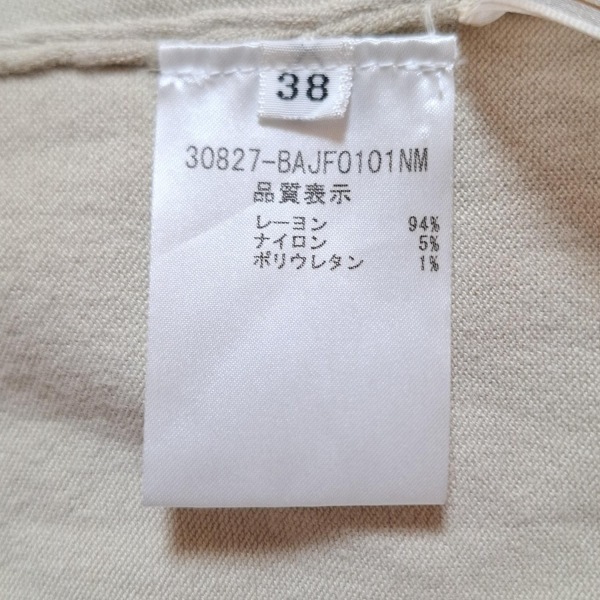 38
30827-BAJF0101NM
品質表示
レーヨン 94%
ナイロン 5%
ポリウレタン 1%